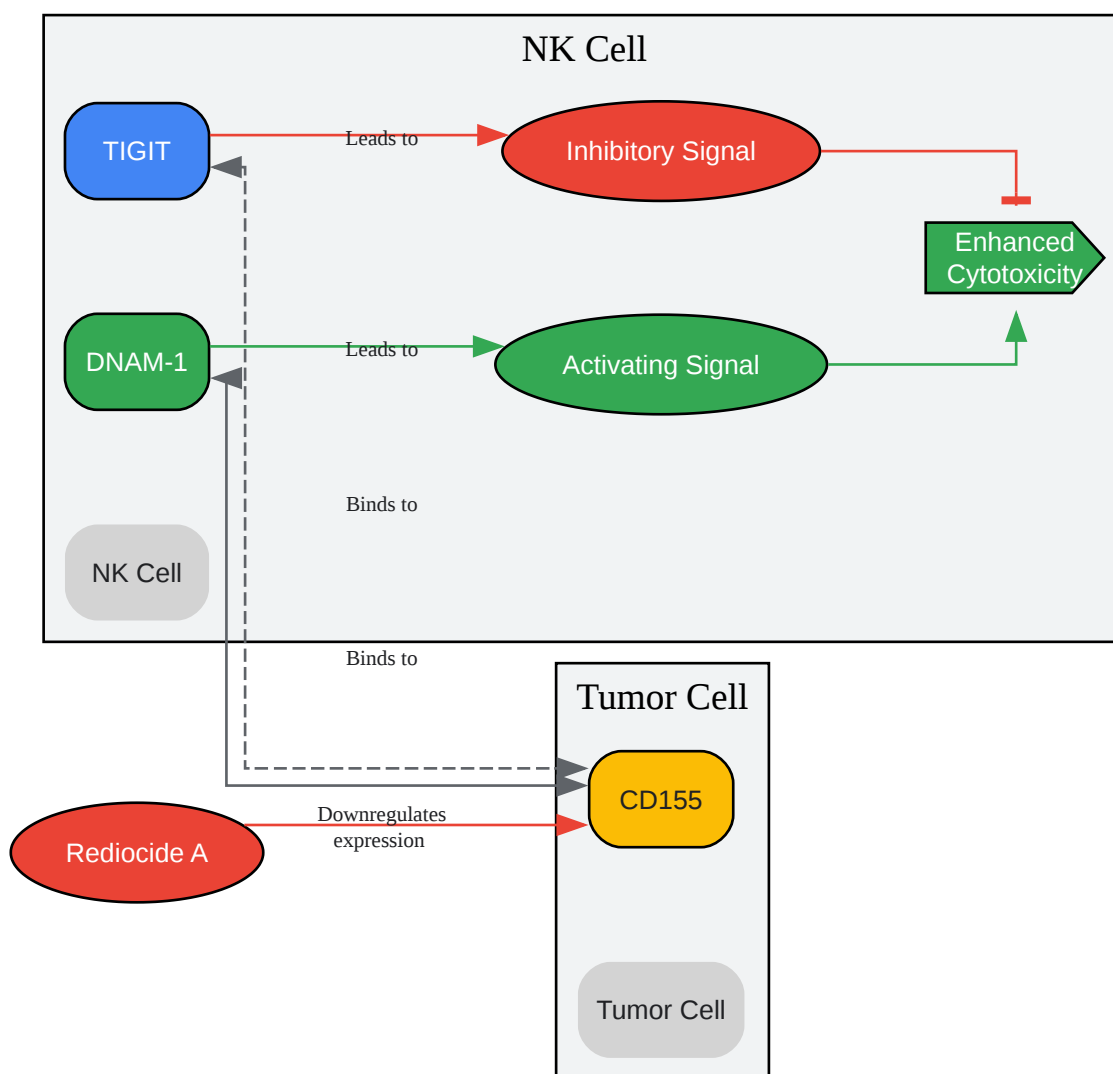 NK Cell
TIGIT
Leads to
Inhibitory Signal
Enhanced
Cytotoxicity
DNAM-1
Leads to
Activating Signal
Binds to
NK Cell
Binds to
Tumor Cell
CD155
Downregulates
expression
Rediocide A
Tumor Cell